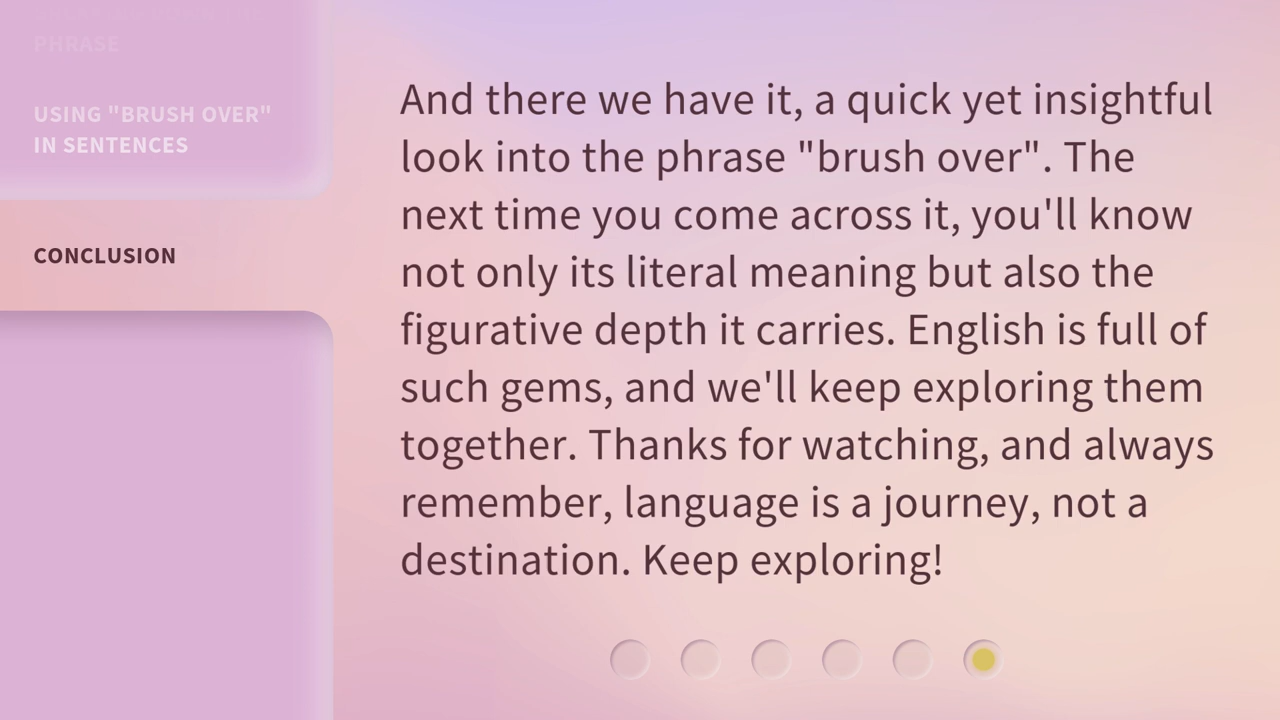 PHRASE
USING "BRUSH OVER"
IN SENTENCES
CONCLUSION
And there we have it, a quick yet insightful
look into the phrase "brush over". The
next time you come across it, you'll know
not only its literal meaning but also the
figurative depth it carries. English is full of
such gems, and we'll keep exploring them
together. Thanks for watching, and always
remember, language is a journey, not a
destination. Keep exploring!